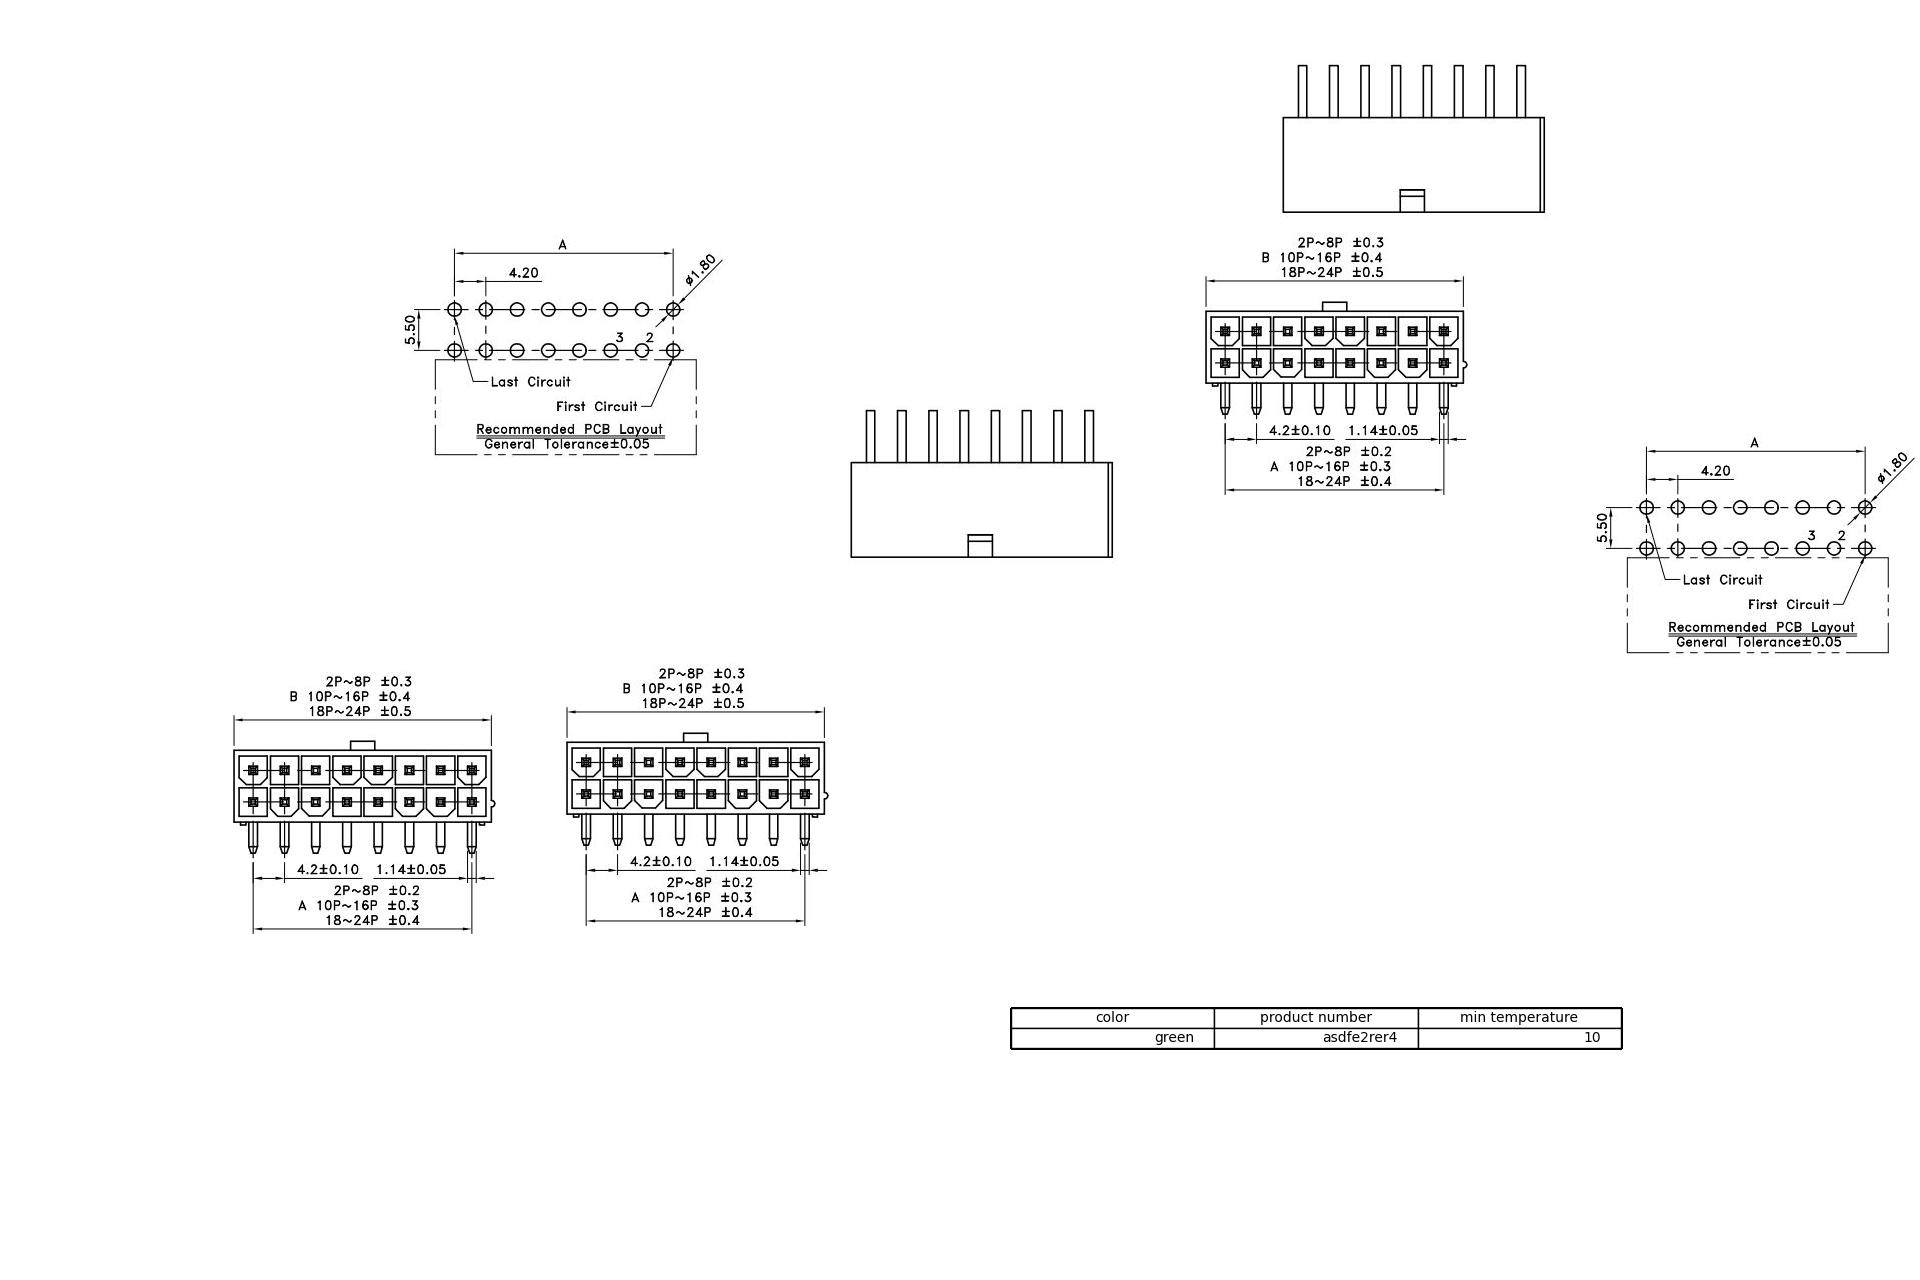 A
4.20
ø1.80
5.50
3 2
Last Circuit
First Circuit
Recommended PCB Layout
General Tolerance±0.05
2P~8P ±0.3
B 10P~16P ±0.4
18P~24P ±0.5
4.2±0.10 1.14±0.05
2P~8P ±0.2
A 10P~16P ±0.3
18~24P ±0.4
A
4.20
ø1.80
5.50
3 2
Last Circuit
First Circuit
Recommended PCB Layout
General Tolerance±0.05
2P~8P ±0.3
B 10P~16P ±0.4
18P~24P ±0.5
4.2±0.10 1.14±0.05
2P~8P ±0.2
A 10P~16P ±0.3
18~24P ±0.4
2P~8P ±0.3
B 10P~16P ±0.4
18P~24P ±0.5
4.2±0.10 1.14±0.05
2P~8P ±0.2
A 10P~16P ±0.3
18~24P ±0.4
color product number min temperature
green asdfe2rer4 10